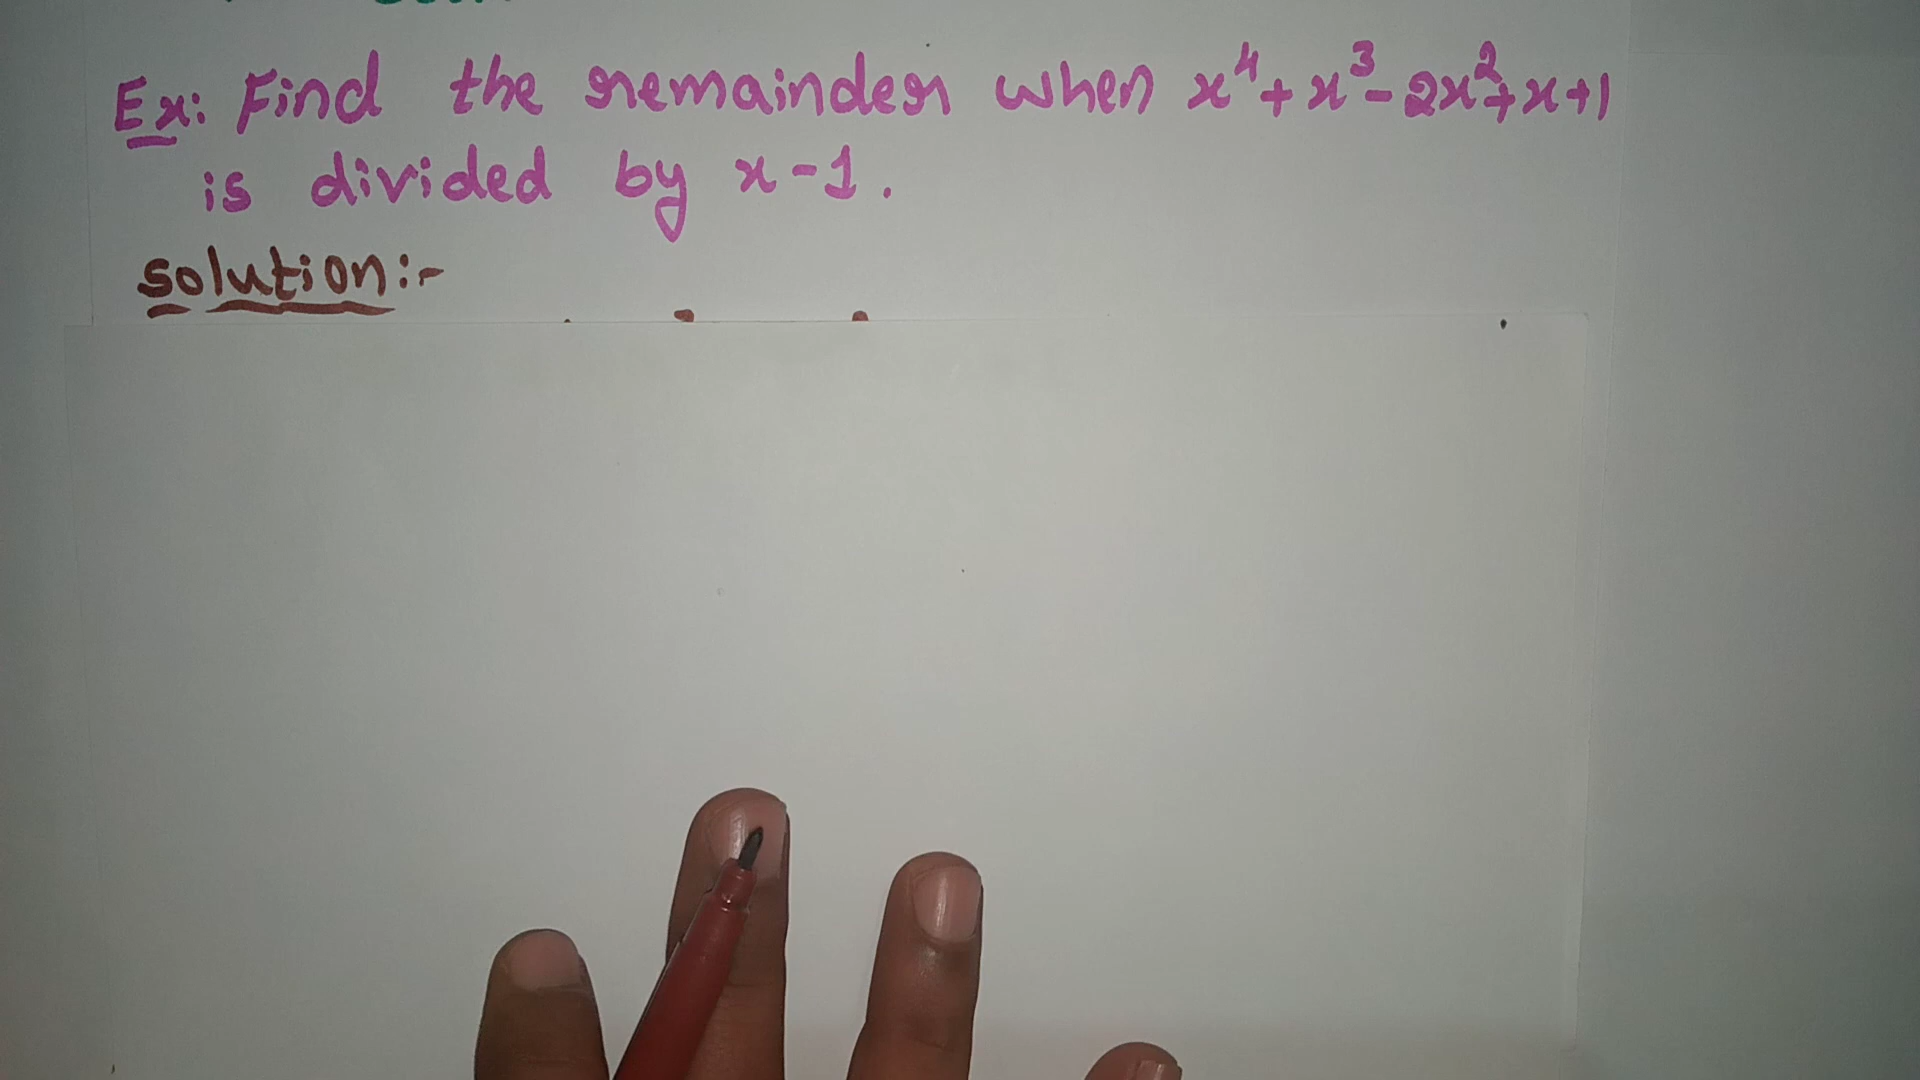 Ex: Find the remainder when x⁴+x³-2x²+x+1
is divided by x-1.
Solution:-